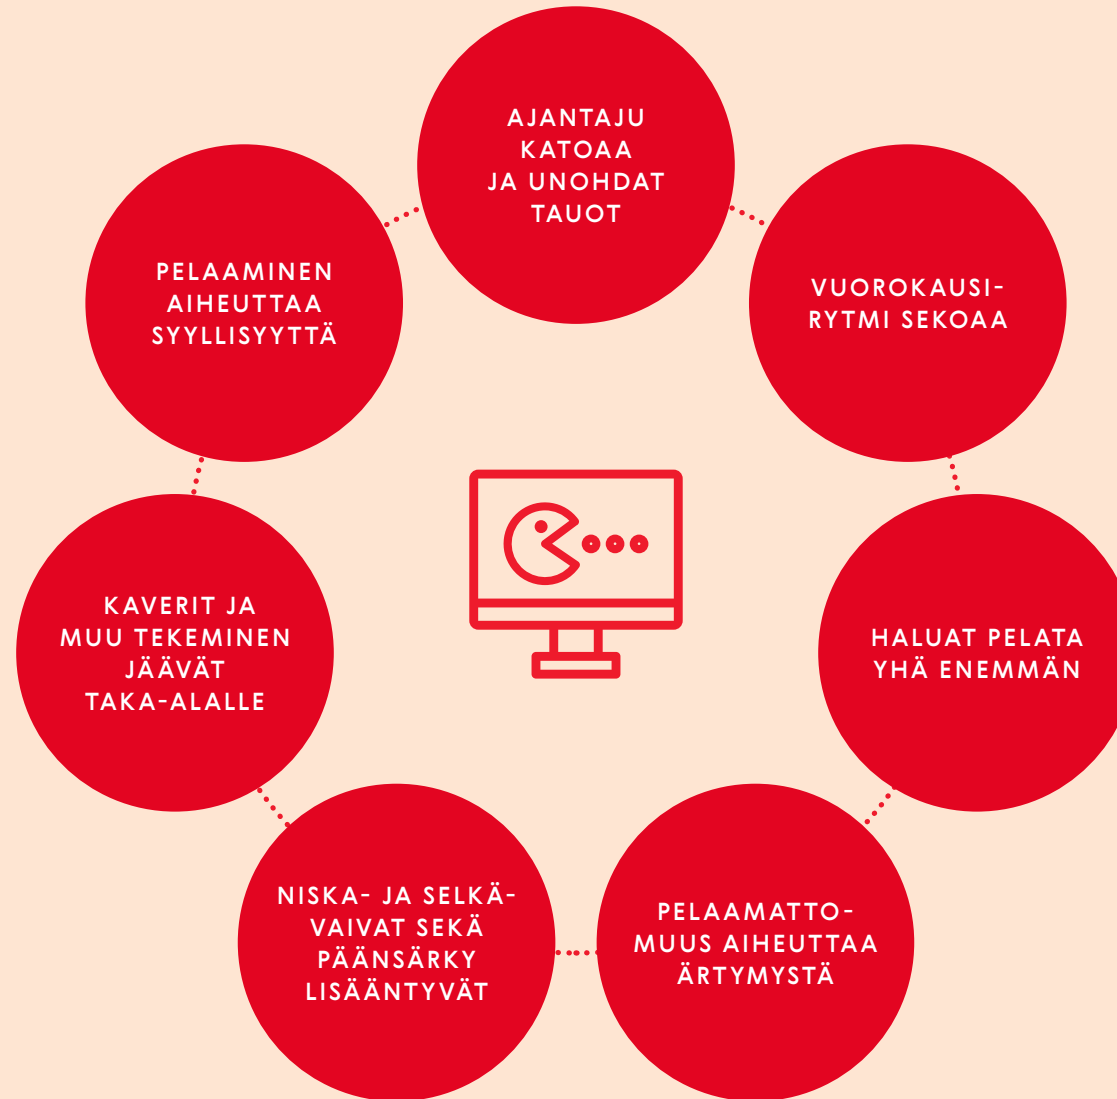 AJANTAJU
KATOAA
JA UNOHDAT
TAUOT
VUOROKAUSI-
RYTMI SEKOAA
HALUAT PELATA
YHÄ ENEMMÄN
PELAAMATTO-
MUUS AIHEUTTAA
ÄRTYMYSTÄ
NISKA- JA SELKÄ-
VAIVAT SEKÄ
PÄÄNSÄRKY
LISÄÄNTYVÄT
KAVERIT JA
MUU TEKEMINEN
JÄÄVÄT
TAKA-ALALLE
PELAAMINEN
AIHEUTTAA
SYYLLISYYTTÄ